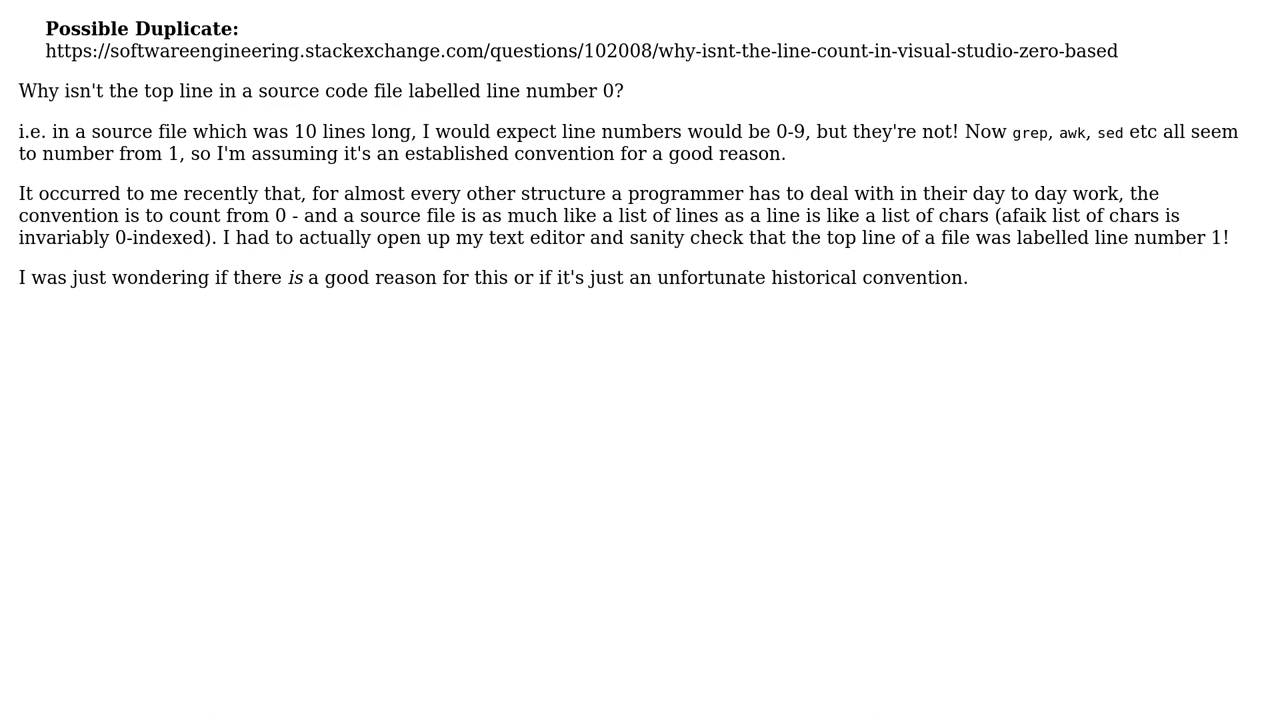 Possible Duplicate:
https://softwareengineering.stackexchange.com/questions/102008/why-isnt-the-line-count-in-visual-studio-zero-based
Why isn't the top line in a source code file labelled line number 0?
i.e. in a source file which was 10 lines long, I would expect line numbers would be 0-9, but they're not! Now grep, awk, sed etc all seem
to number from 1, so I'm assuming it's an established convention for a good reason.
It occurred to me recently that, for almost every other structure a programmer has to deal with in their day to day work, the
convention is to count from 0 - and a source file is as much like a list of lines as a line is like a list of chars (afaik list of chars is
invariably 0-indexed). I had to actually open up my text editor and sanity check that the top line of a file was labelled line number 1!
I was just wondering if there is a good reason for this or if it's just an unfortunate historical convention.